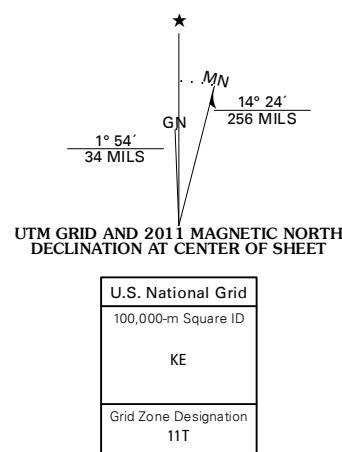 MN
GN
14° 24´
256 MILS
1° 54´
34 MILS
UTM GRID AND 2011 MAGNETIC NORTH
DECLINATION AT CENTER OF SHEET
U.S. National Grid
100,000-m Square ID
KE
Grid Zone Designation
11T